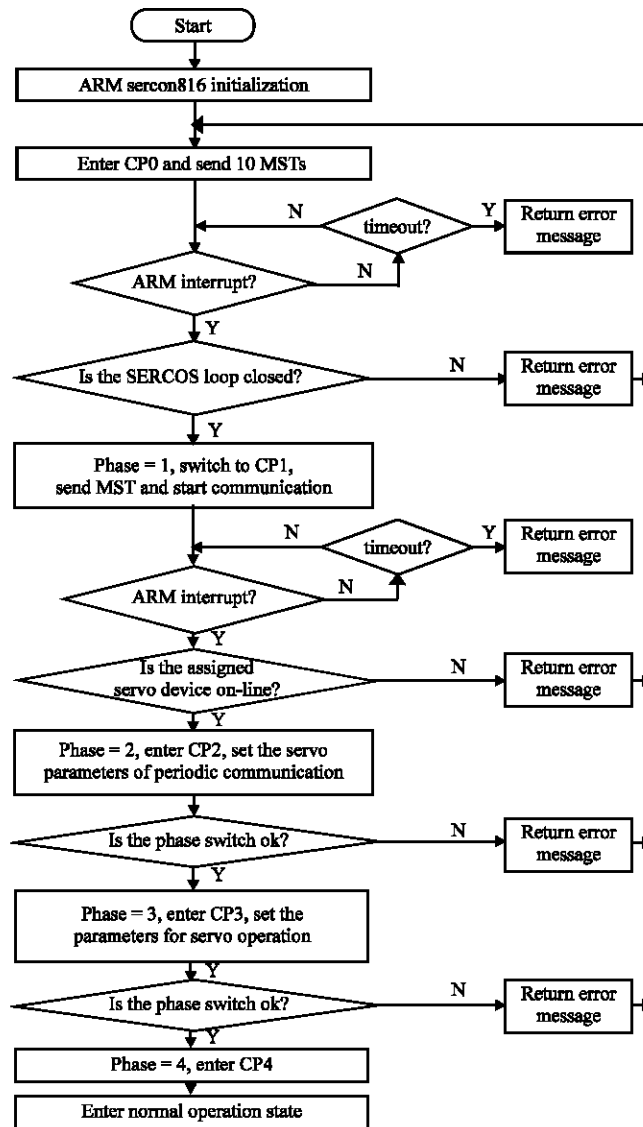 Start
ARM sercon816 initialization
Enter CP0 and send 10 MSTs
N
timeout?
Y
Return error
message
ARM interrupt?
N
Y
Is the SERCOS loop closed?
N
Return error
message
Y
Phase = 1, switch to CP1,
send MST and start communication
N
timeout?
Y
Return error
message
ARM interrupt?
N
Y
Is the assigned
servo device on-line?
N
Return error
message
Y
Phase = 2, enter CP2, set the servo
parameters of periodic communication
Is the phase switch ok?
N
Return error
message
Y
Phase = 3, enter CP3, set the
parameters for servo operation
Y
Is the phase switch ok?
N
Return error
message
Y
Phase = 4, enter CP4
Enter normal operation state